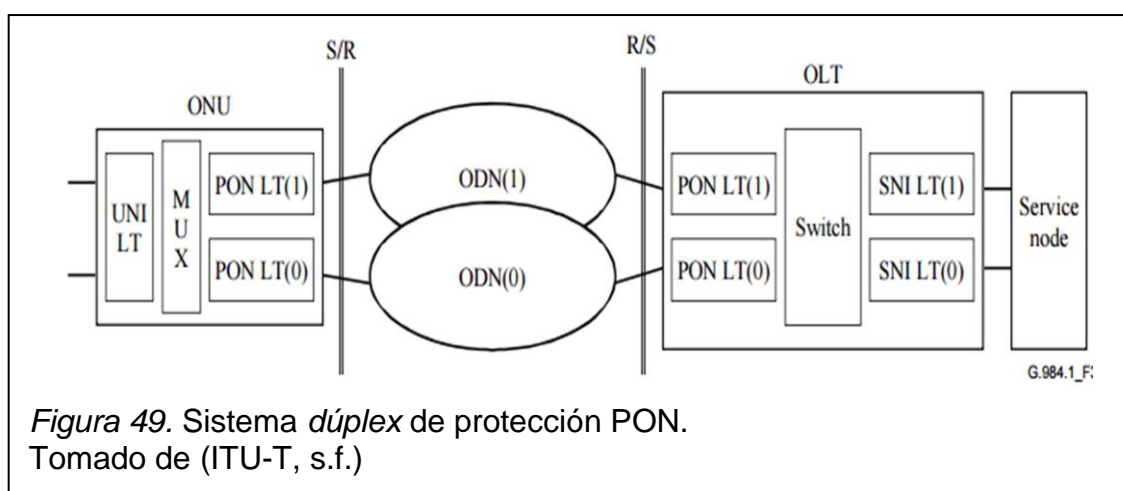 S/R
R/S
OLT
ONU
UNI
LT
M
U
X
PON LT(1)
PON LT(0)
ODN(1)
ODN(0)
PON LT(1)
PON LT(0)
Switch
SNI LT(1)
SNI LT(0)
Service
node
G.984.1_F3
Figura 49. Sistema dúplex de protección PON.
Tomado de (ITU-T, s.f.)